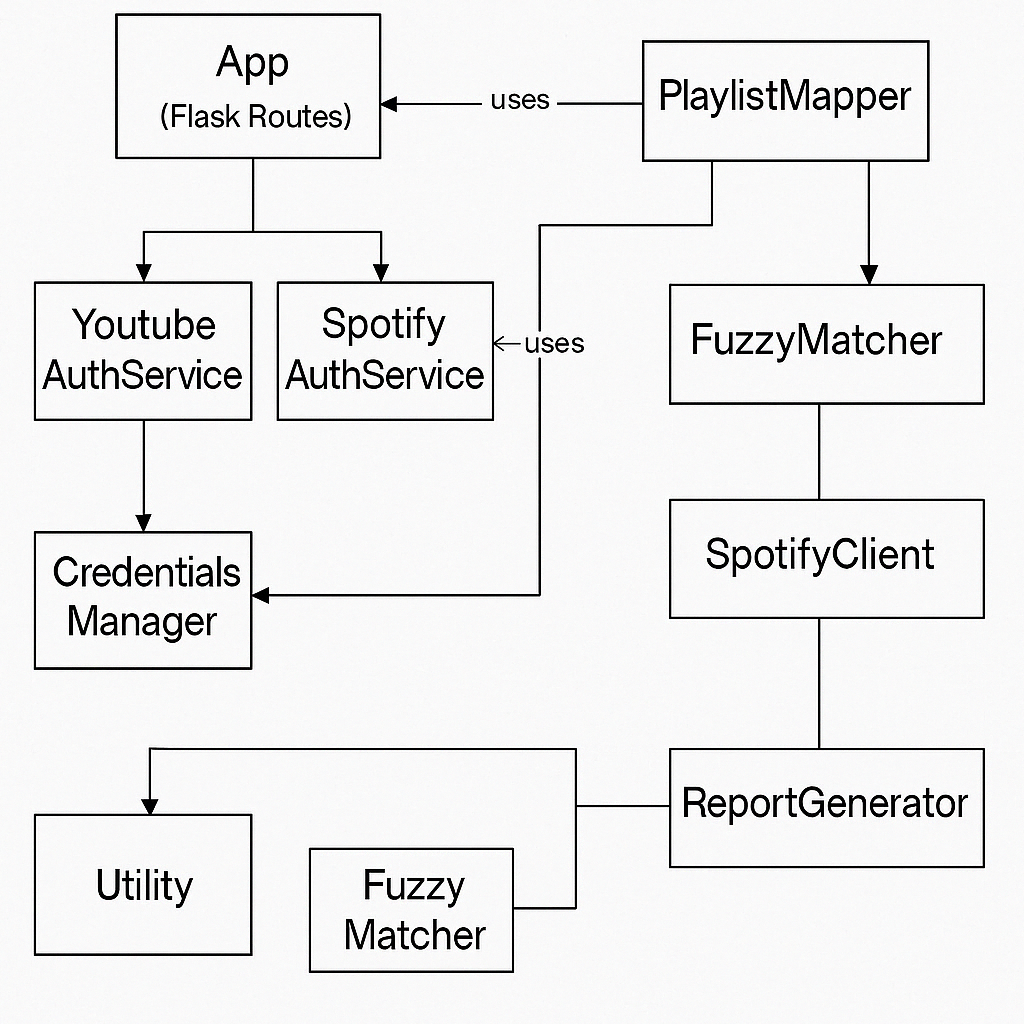 App
(Flask Routes)
uses
PlaylistMapper
Youtube
AuthService
Spotify
AuthService
uses
FuzzyMatcher
Credentials
Manager
SpotifyClient
ReportGenerator
Utility
Fuzzy
Matcher